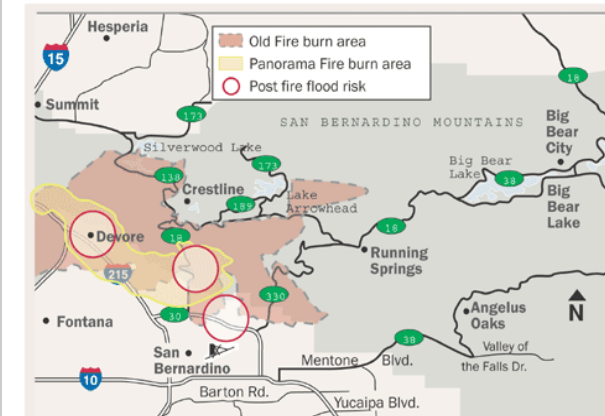 Hesperia
15
Old Fire burn area
Panorama Fire burn area
Post fire flood risk
18
Summit
173
SAN BERNARDINO MOUNTAINS
Big
Bear
City
Silverwood Lake
173
138
Big Bear
Lake
38
Crestline
189
Lake
Arrowhead
Big
Bear
Lake
18
Devore
18
Running
Springs
215
330
30
Fontana
Angelus
Oaks
N
San
Bernardino
38
Mentone Blvd.
Valley of
the Falls Dr.
10
Barton Rd.
Yucaipa Blvd.